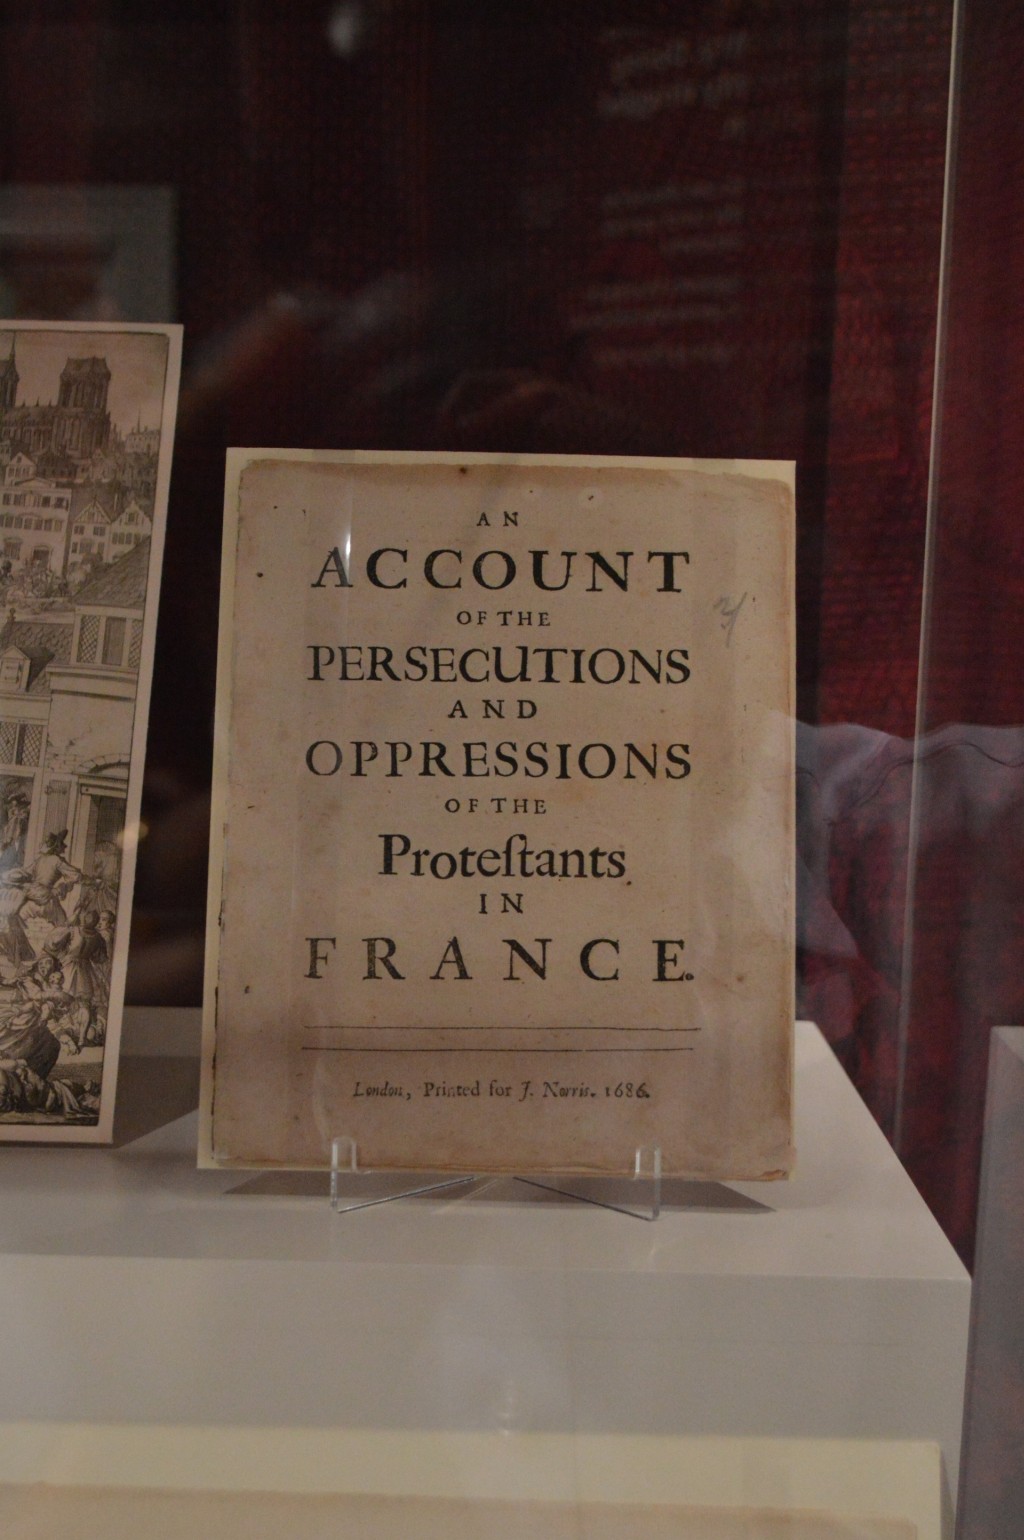 AN
ACCOUNT
OF THE
PERSECUTIONS
AND
OPPRESSIONS
OF THE
Proteſtants
IN
FRANCE.
London, Printed for J. Norris. 1686.